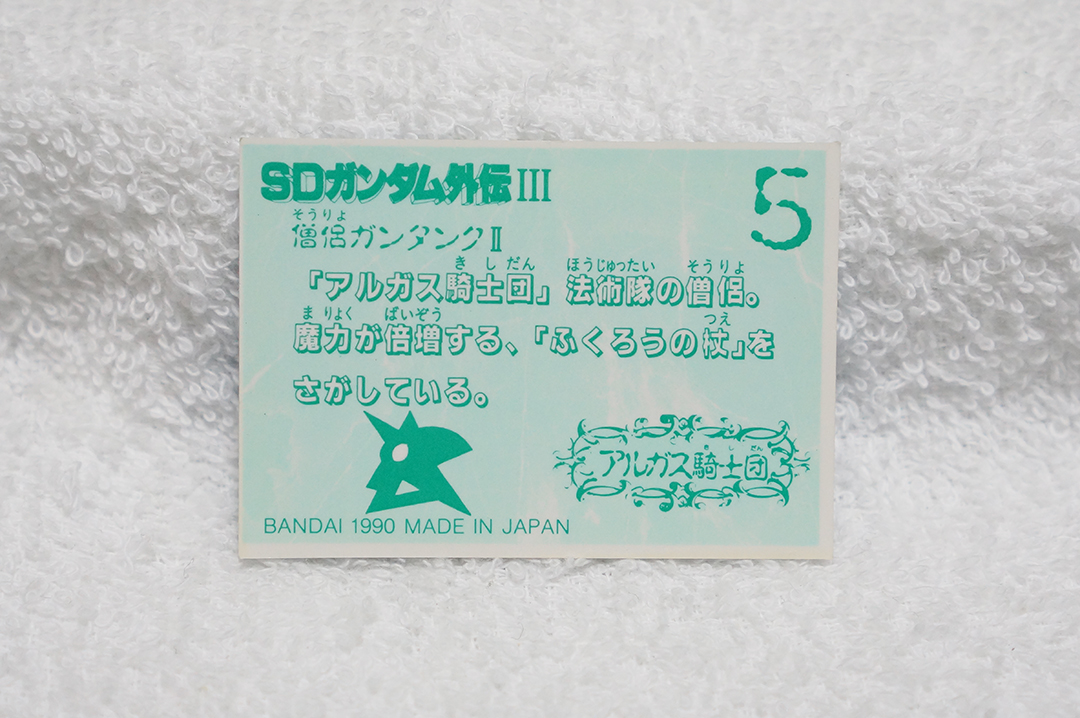 SDガンダム外伝III
5
そうりょ
僧侶ガンタンクⅡ
きしだん ほうじゅったい そうりょ
「アルガス騎士団」法術隊の僧侶。
まりょく ばいぞう つえ
魔力が倍増する、「ふくろうの杖」を
さがしている。
きしだん
アルガス騎士団
BANDAI 1990 MADE IN JAPAN